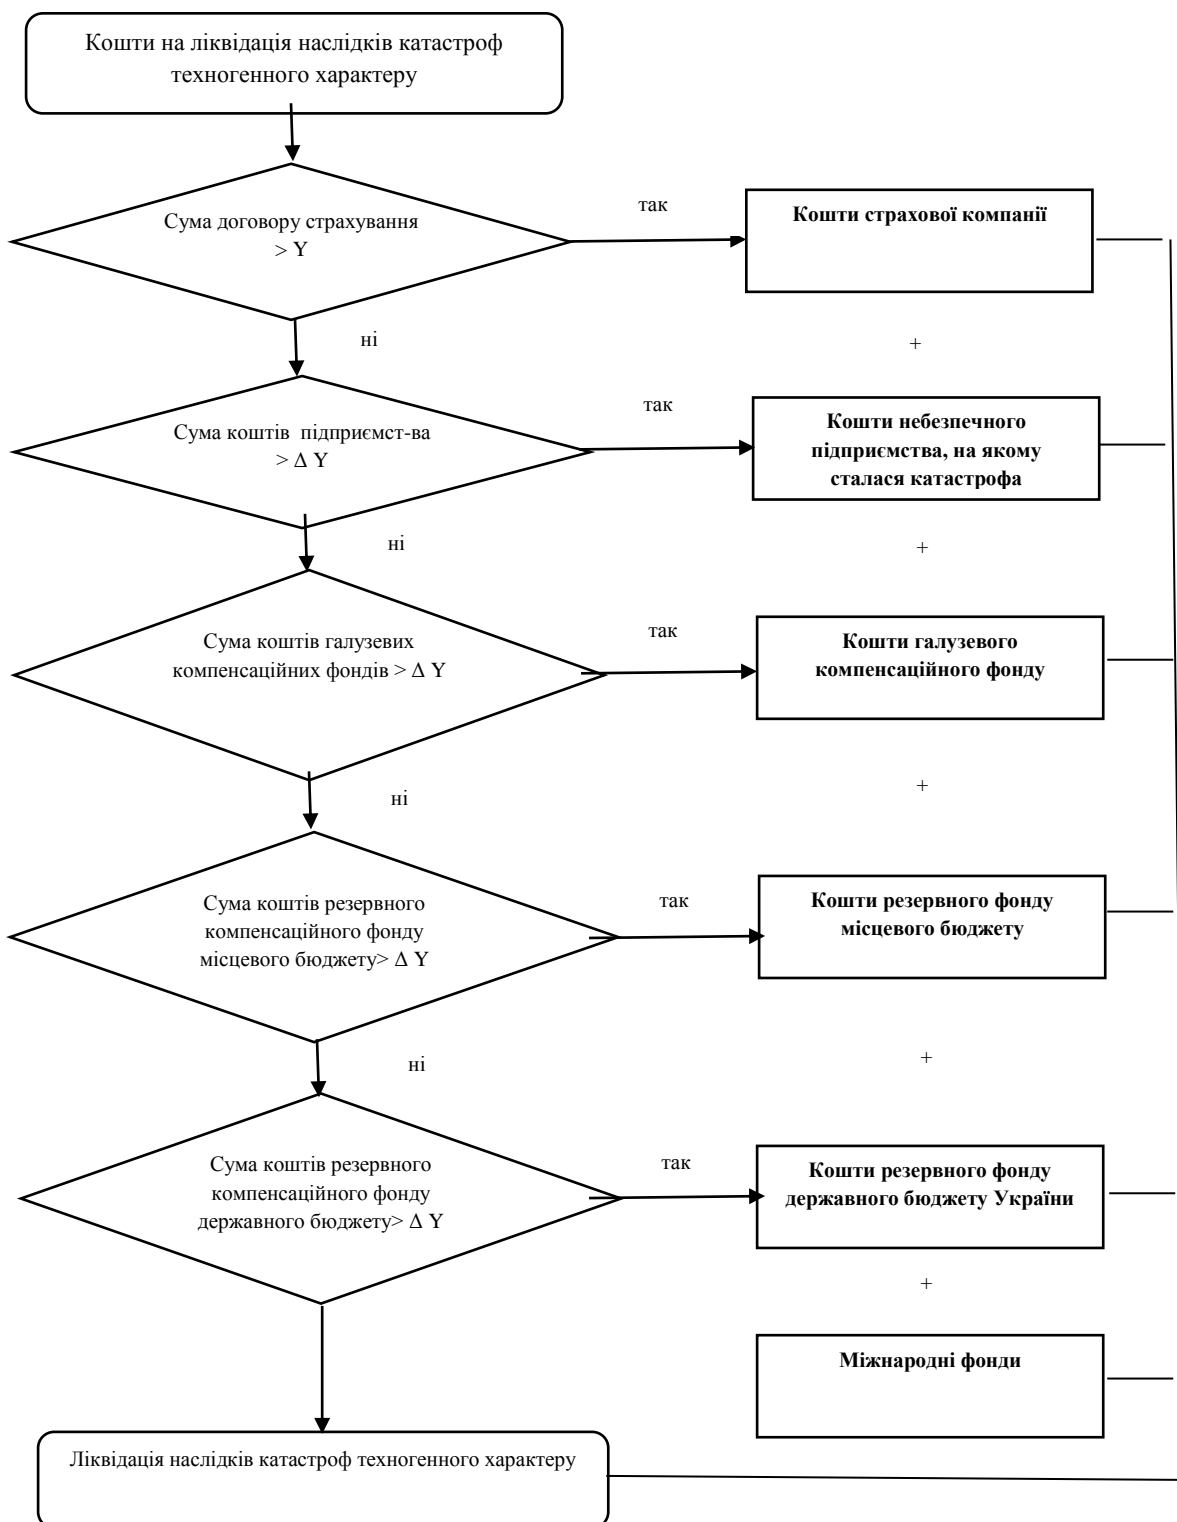 Кошти на ліквідація наслідків катастроф
техногенного характеру
Сума договору страхування
> Y
так
Кошти страхової компанії
ні
+
Сума коштів підприємст-ва
> Δ Y
так
Кошти небезпечного
підприємства, на якому
сталася катастрофа
ні
+
Сума коштів галузевих
компенсаційних фондів > Δ Y
так
Кошти галузевого
компенсаційного фонду
ні
+
Сума коштів резервного
компенсаційного фонду
місцевого бюджету> Δ Y
так
Кошти резервного фонду
місцевого бюджету
ні
+
Сума коштів резервного
компенсаційного фонду
державного бюджету> Δ Y
так
Кошти резервного фонду
державного бюджету України
+
Міжнародні фонди
Ліквідація наслідків катастроф техногенного характеру